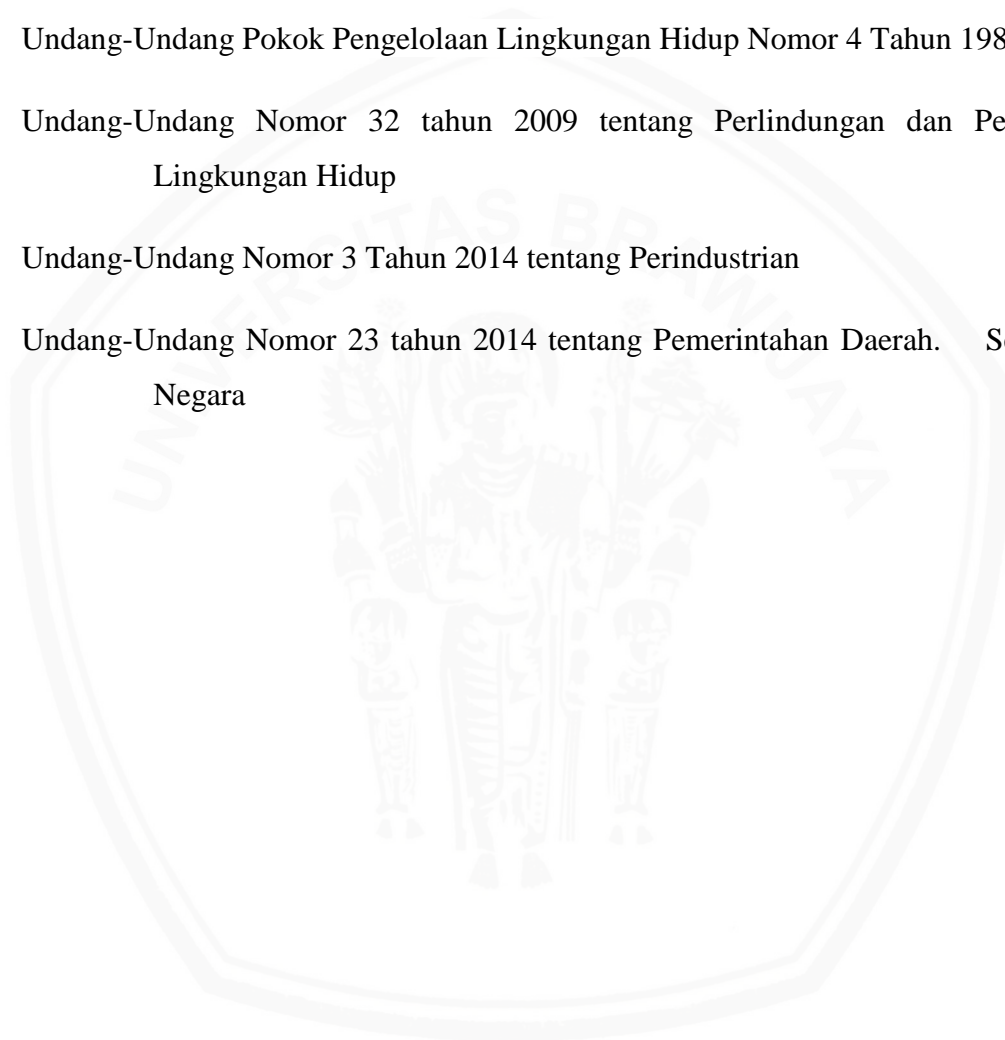 Undang-Undang Pokok Pengelolaan Lingkungan Hidup Nomor 4 Tahun 198
Undang-Undang Nomor 32 tahun 2009 tentang Perlindungan dan Pe
Lingkungan Hidup
Undang-Undang Nomor 3 Tahun 2014 tentang Perindustrian
Undang-Undang Nomor 23 tahun 2014 tentang Pemerintahan Daerah.
Negara
UNIVERSITAS BRAWIJAYA